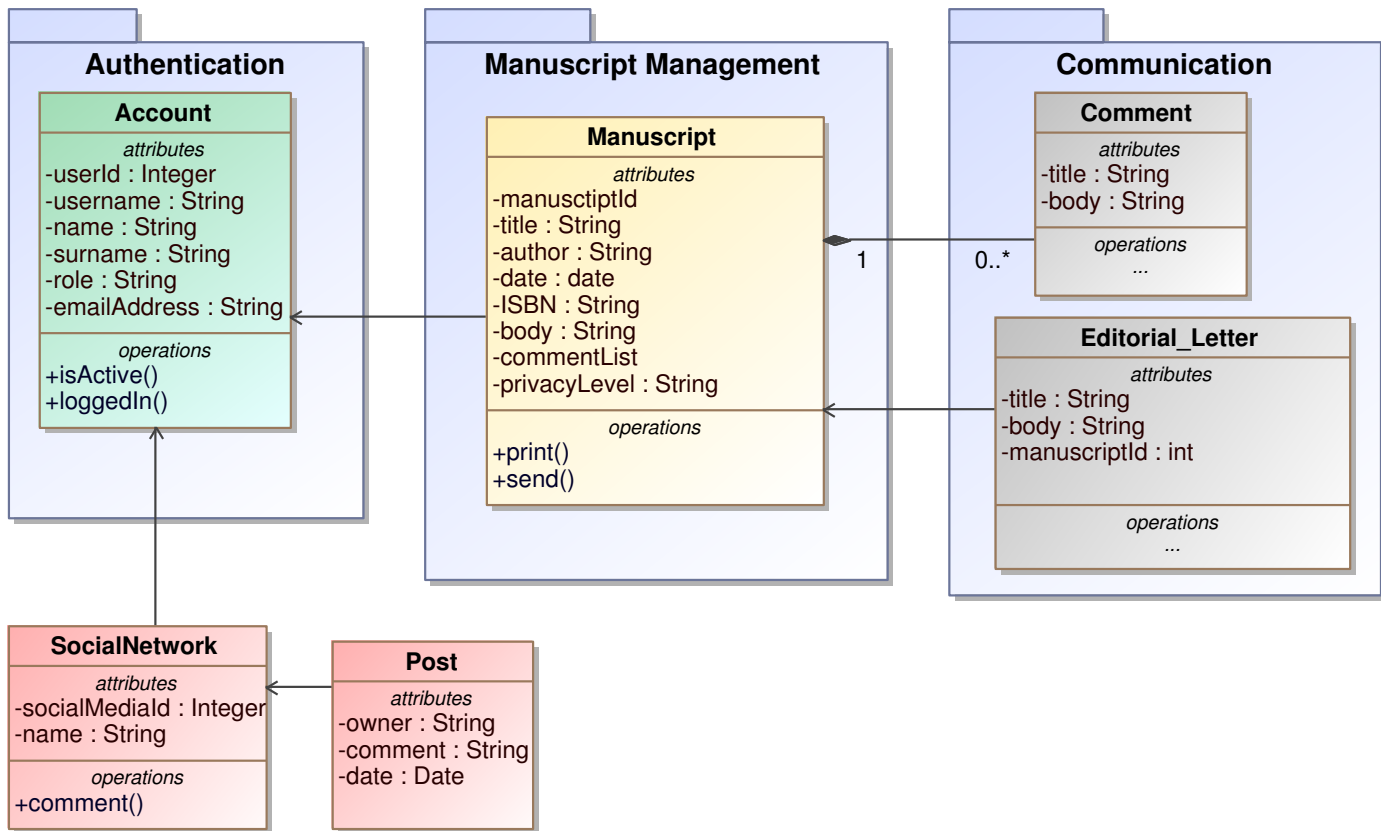 Authentication
Account
attributes
-userId : Integer
-username : String
-name : String
-surname : String
-role : String
-emailAddress : String
operations
+isActive()
+loggedIn()
Manuscript Management
Manuscript
attributes
-manusctiptId
-title : String
-author : String
-date : date
-ISBN : String
-body : String
-commentList
-privacyLevel : String
operations
+print()
+send()
1
0..*
Communication
Comment
attributes
-title : String
-body : String
operations
...
Editorial_Letter
attributes
-title : String
-body : String
-manuscriptId : int
operations
...
SocialNetwork
attributes
-socialMediaId : Integer
-name : String
operations
+comment()
Post
attributes
-owner : String
-comment : String
-date : Date